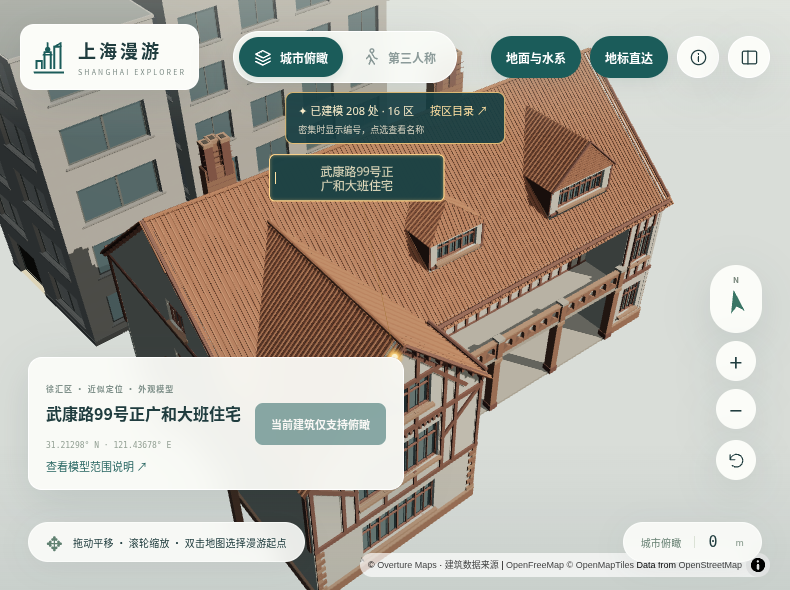 上海漫游
SHANGHAI EXPLORER
城市俯瞰
第三人称
地面与水系
地标直达
✦ 已建模 208 处 · 16 区 按区目录 ↗
密集时显示编号，点选查看名称
武康路99号正
广和大班住宅
N
徐汇区 · 近似定位 · 外观模型
武康路99号正广和大班住宅
当前建筑仅支持俯瞰
31.21298° N · 121.43678° E
查看模型范围说明 ↗
拖动平移 · 滚轮缩放 · 双击地图选择漫游起点
城市俯瞰 0 m
© Overture Maps · 建筑数据来源 | OpenFreeMap © OpenMapTiles Data from OpenStreetMap